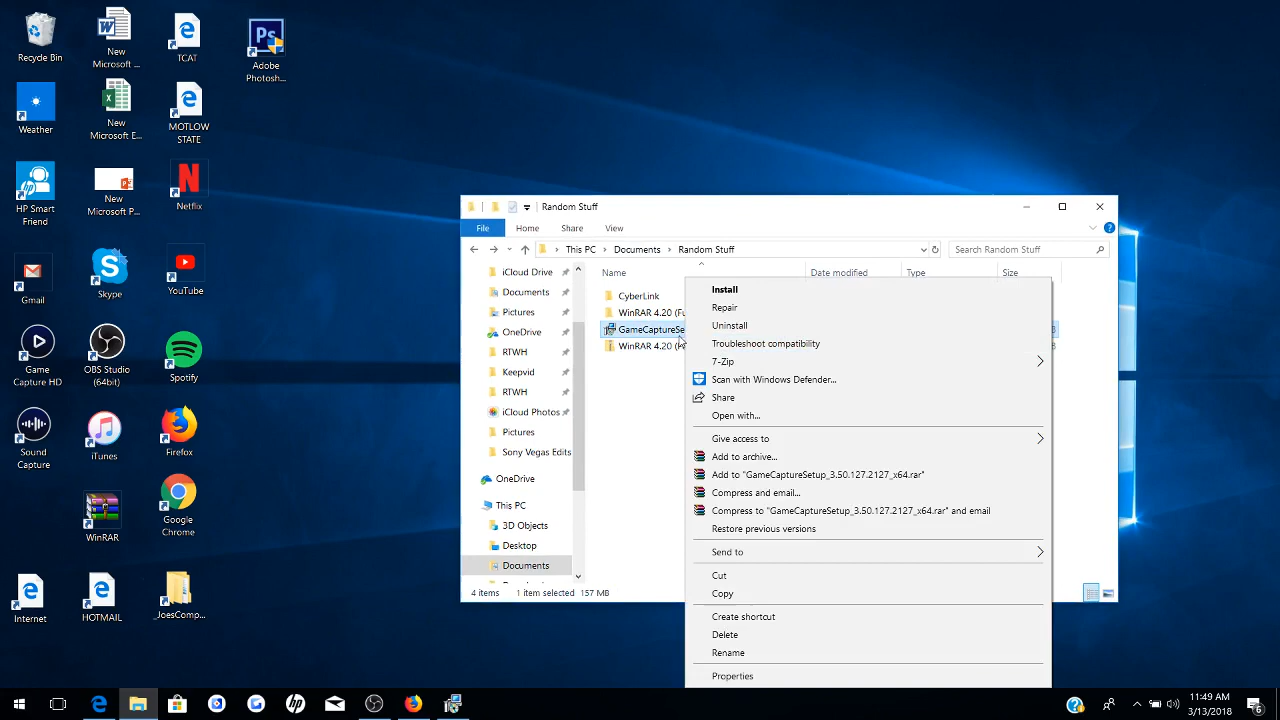 Recycle Bin
New
Microsoft ...
TCAT
Ps
Adobe
Photosh...
Weather
New
Microsoft E...
MOTLOW
STATE
HP Smart
Friend
New
Microsoft P...
Netflix
Gmail
Skype
YouTube
Game
Capture HD
OBS Studio
(64bit)
Spotify
Sound
Capture
iTunes
Firefox
WinRAR
Google
Chrome
Internet
HOTMAIL
_JoesComp...
Random Stuff
File
Home
Share
View
This PC
Documents
Random Stuff
Search Random Stuff
iCloud Drive
Documents
Pictures
OneDrive
RTWH
Keepvid
RTWH
iCloud Photos
Pictures
Sony Vegas Edits
OneDrive
This PC
3D Objects
Desktop
Documents
Name
Date modified
Type
Size
CyberLink
WinRAR 4.20 (Fu
GameCaptureSe
WinRAR 4.20 (
Install
Repair
Uninstall
Troubleshoot compatibility
7-Zip
Scan with Windows Defender...
Share
Open with...
Give access to
Add to archive...
Add to "GameCaptureSetup_3.50.127.2127_x64.rar"
Compress and email...
Compress to "GameCaptureSetup_3.50.127.2127_x64.rar" and email
Restore previous versions
Send to
Cut
Copy
Create shortcut
Delete
Rename
Properties
4 items
1 item selected 157 MB
11:49 AM
3/13/2018
6